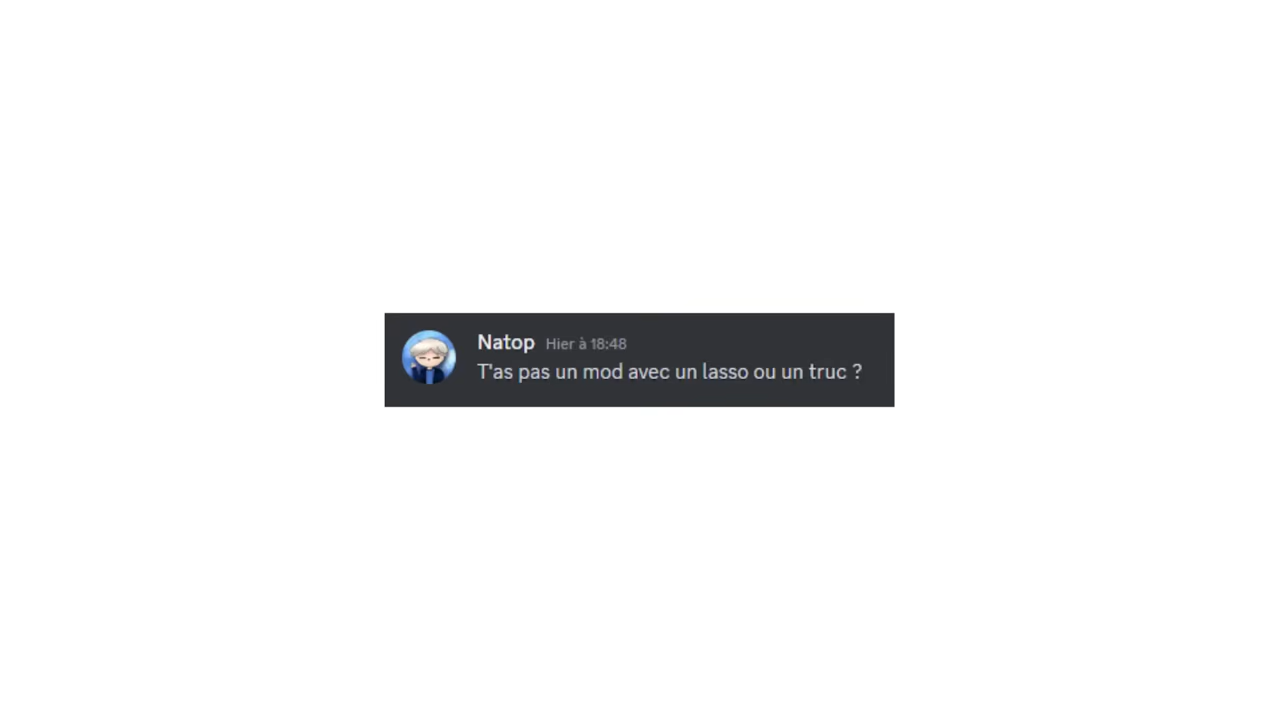 Natop Hier à 18:48
T'as pas un mod avec un lasso ou un truc ?